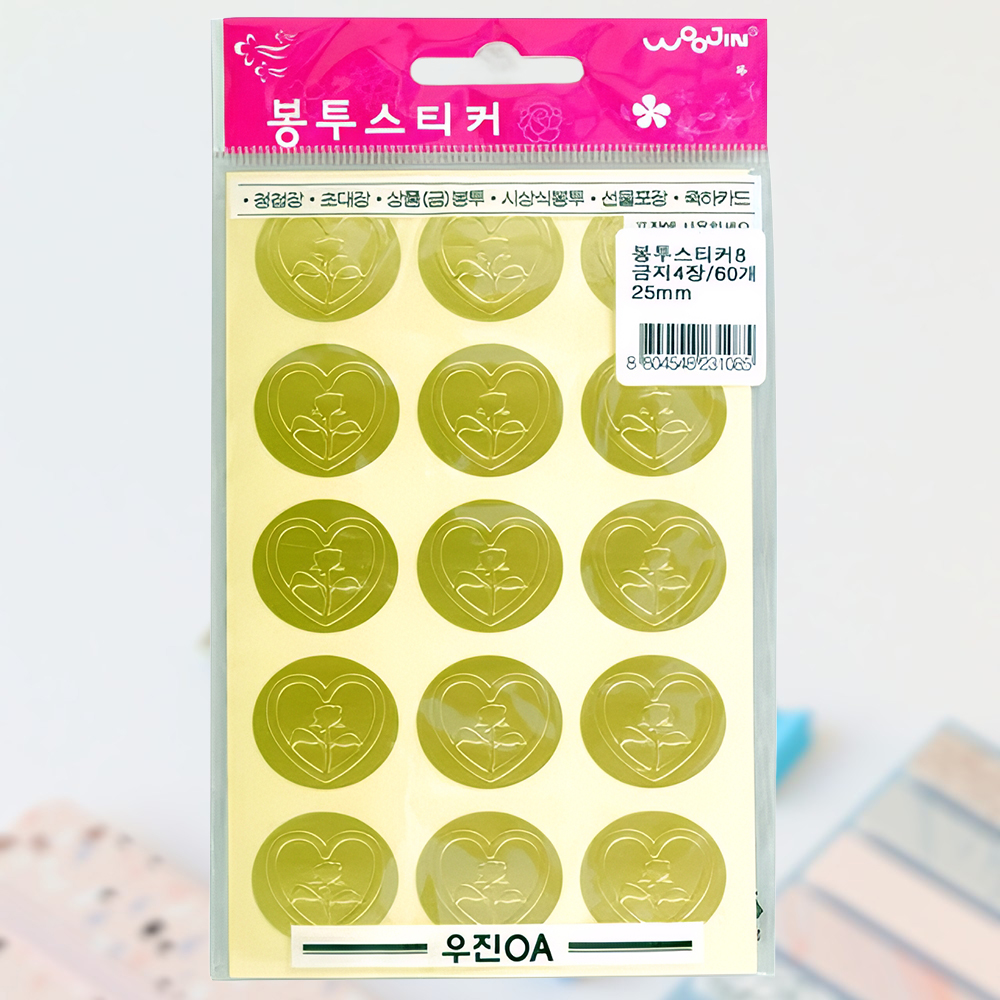 WOOJIN®
봉투스티커
· 청첩장 · 초대장 · 상품(금)봉투 · 시상식봉투 · 선물포장 · 축하카드
봉투스티커8
금지4장/60개
25mm
8 804548 231065
우진OA